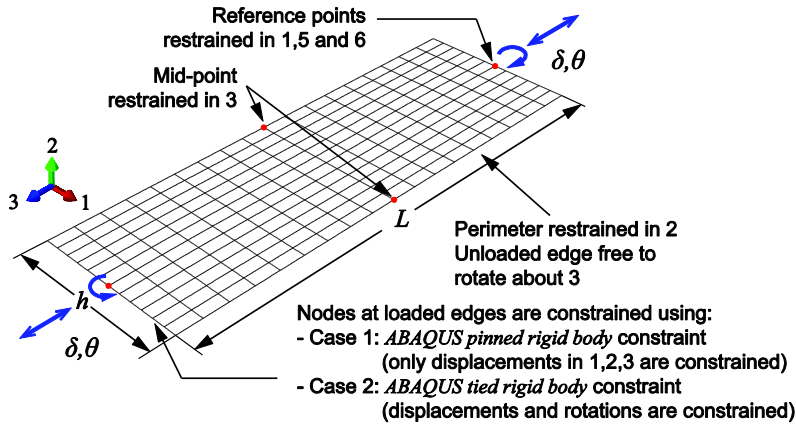 Reference points
restrained in 1,5 and 6
δ,θ
Mid-point
restrained in 3
2
3
1
L
Perimeter restrained in 2
Unloaded edge free to
rotate about 3
h
δ,θ
Nodes at loaded edges are constrained using:
- Case 1: ABAQUS pinned rigid body constraint
(only displacements in 1,2,3 are constrained)
- Case 2: ABAQUS tied rigid body constraint
(displacements and rotations are constrained)